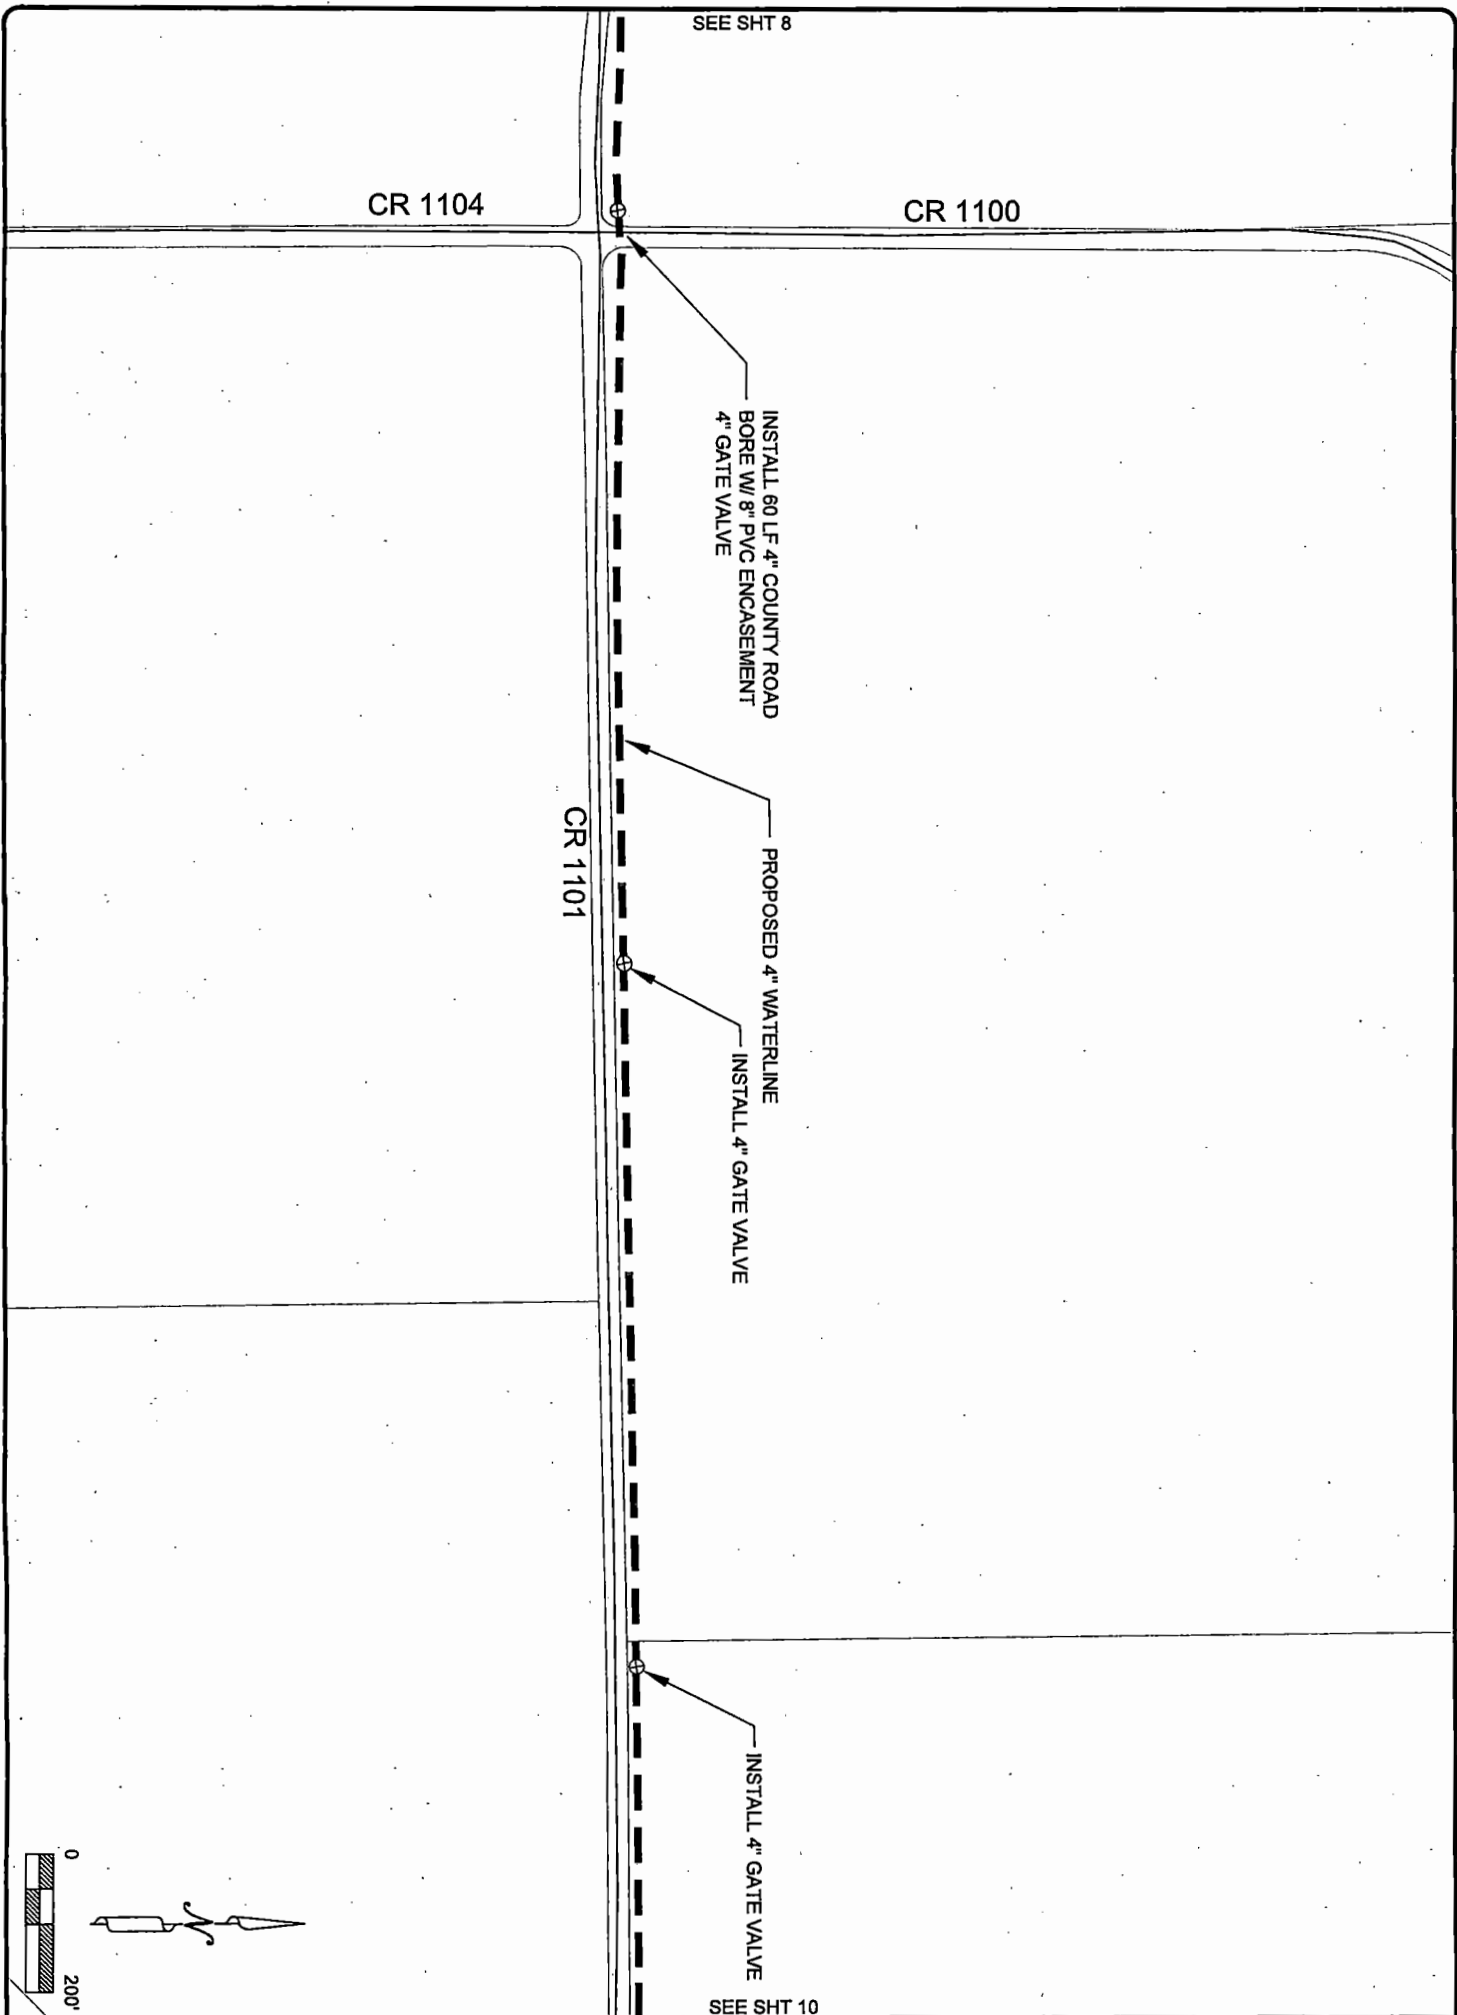 SEE SHT 8
CR 1104
CR 1100
INSTALL 60 LF 4" COUNTY ROAD
BORE W/ 8" PVC ENCASEMENT
4" GATE VALVE
PROPOSED 4" WATERLINE
CR 1101
INSTALL 4" GATE VALVE
INSTALL 4" GATE VALVE
0
200'
N
SEE SHT 10